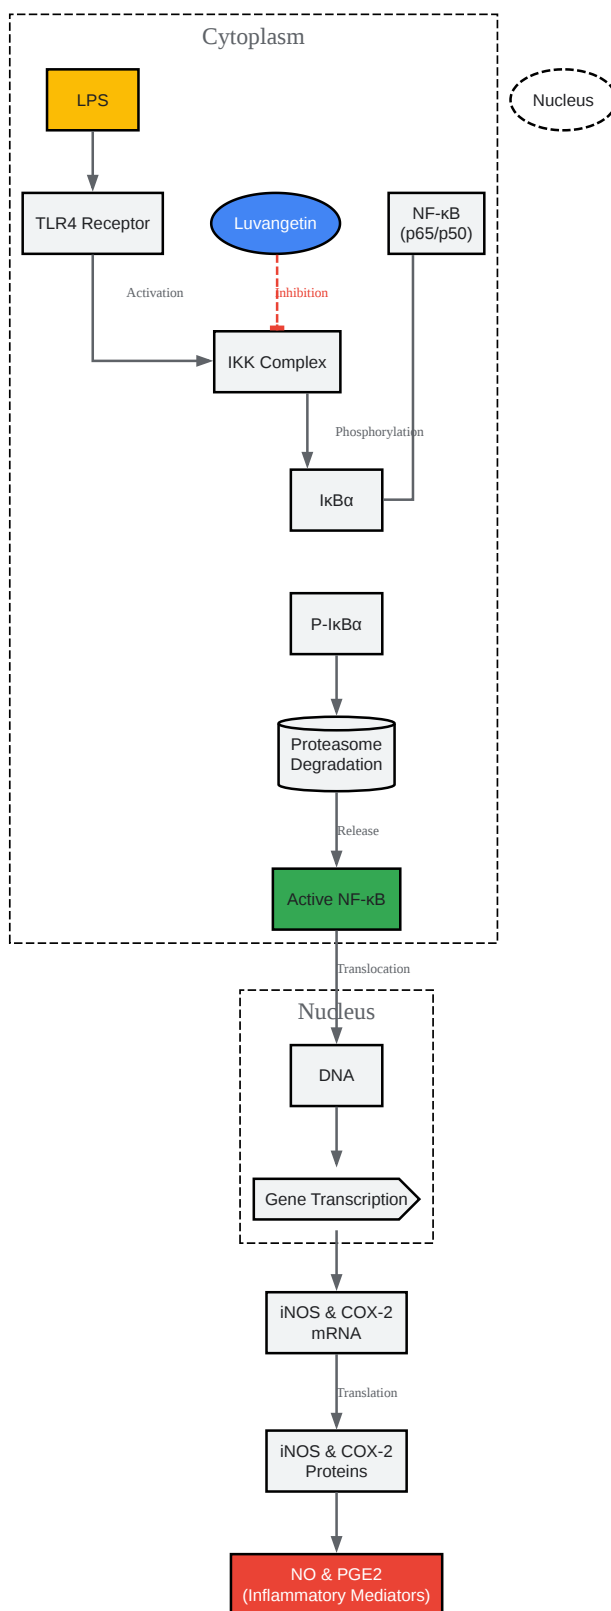 Cytoplasm
LPS
Nucleus
TLR4 Receptor
Luvangetin
NF-κB
(p65/p50)
Activation
Inhibition
IKK Complex
Phosphorylation
IκBα
P-IκBα
Proteasome
Degradation
Release
Active NF-κB
Translocation
Nucleus
DNA
Gene Transcription
iNOS & COX-2
mRNA
Translation
iNOS & COX-2
Proteins
NO & PGE2
(Inflammatory Mediators)